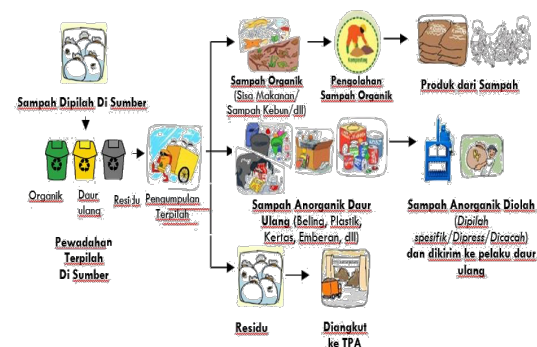 Sampah Dipilah Di Sumber
Organik
Daur
ulang
Residu
Pewadahan
Terpilah
Di Sumber
Pengumpulan
Terpilah
Sampah Organik
(Sisa Makanan/
Sampah Kebun/dll)
Pengolahan
Sampah Organik
Produk dari Sampah
Sampah Anorganik Daur
Ulang (Beling, Plastik,
Kertas, Emberan, dll)
Sampah Anorganik Diolah
(Dipilah
spesifik/Dipress/Dicacah)
dan dikirim ke pelaku daur
ulang
Residu
Diangkut
ke TPA